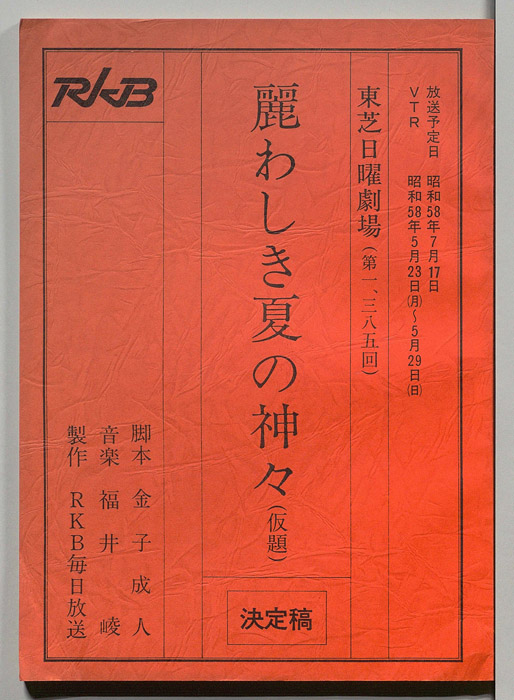 放送予定日 昭和58年7月17日
VTR 昭和58年5月23日(月)～5月29日(日)
東芝日曜劇場(第一、三八五回)
麗わしき夏の神々(仮題)
決定稿
脚本 金子成人
音楽 福井崚
製作 RKB毎日放送
RKB